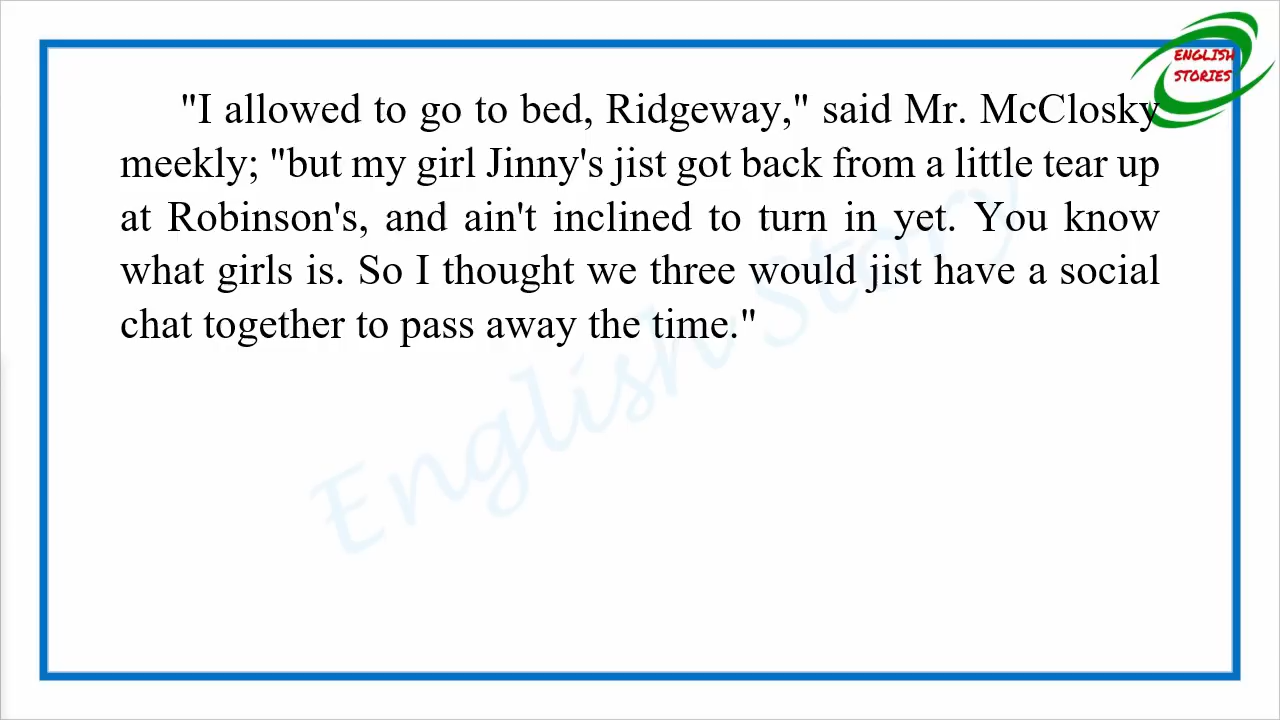 ENGLISH
STORIES
"I allowed to go to bed, Ridgeway," said Mr. McClosky
meekly; "but my girl Jinny's jist got back from a little tear up
at Robinson's, and ain't inclined to turn in yet. You know
what girls is. So I thought we three would jist have a social
chat together to pass away the time."
English Story